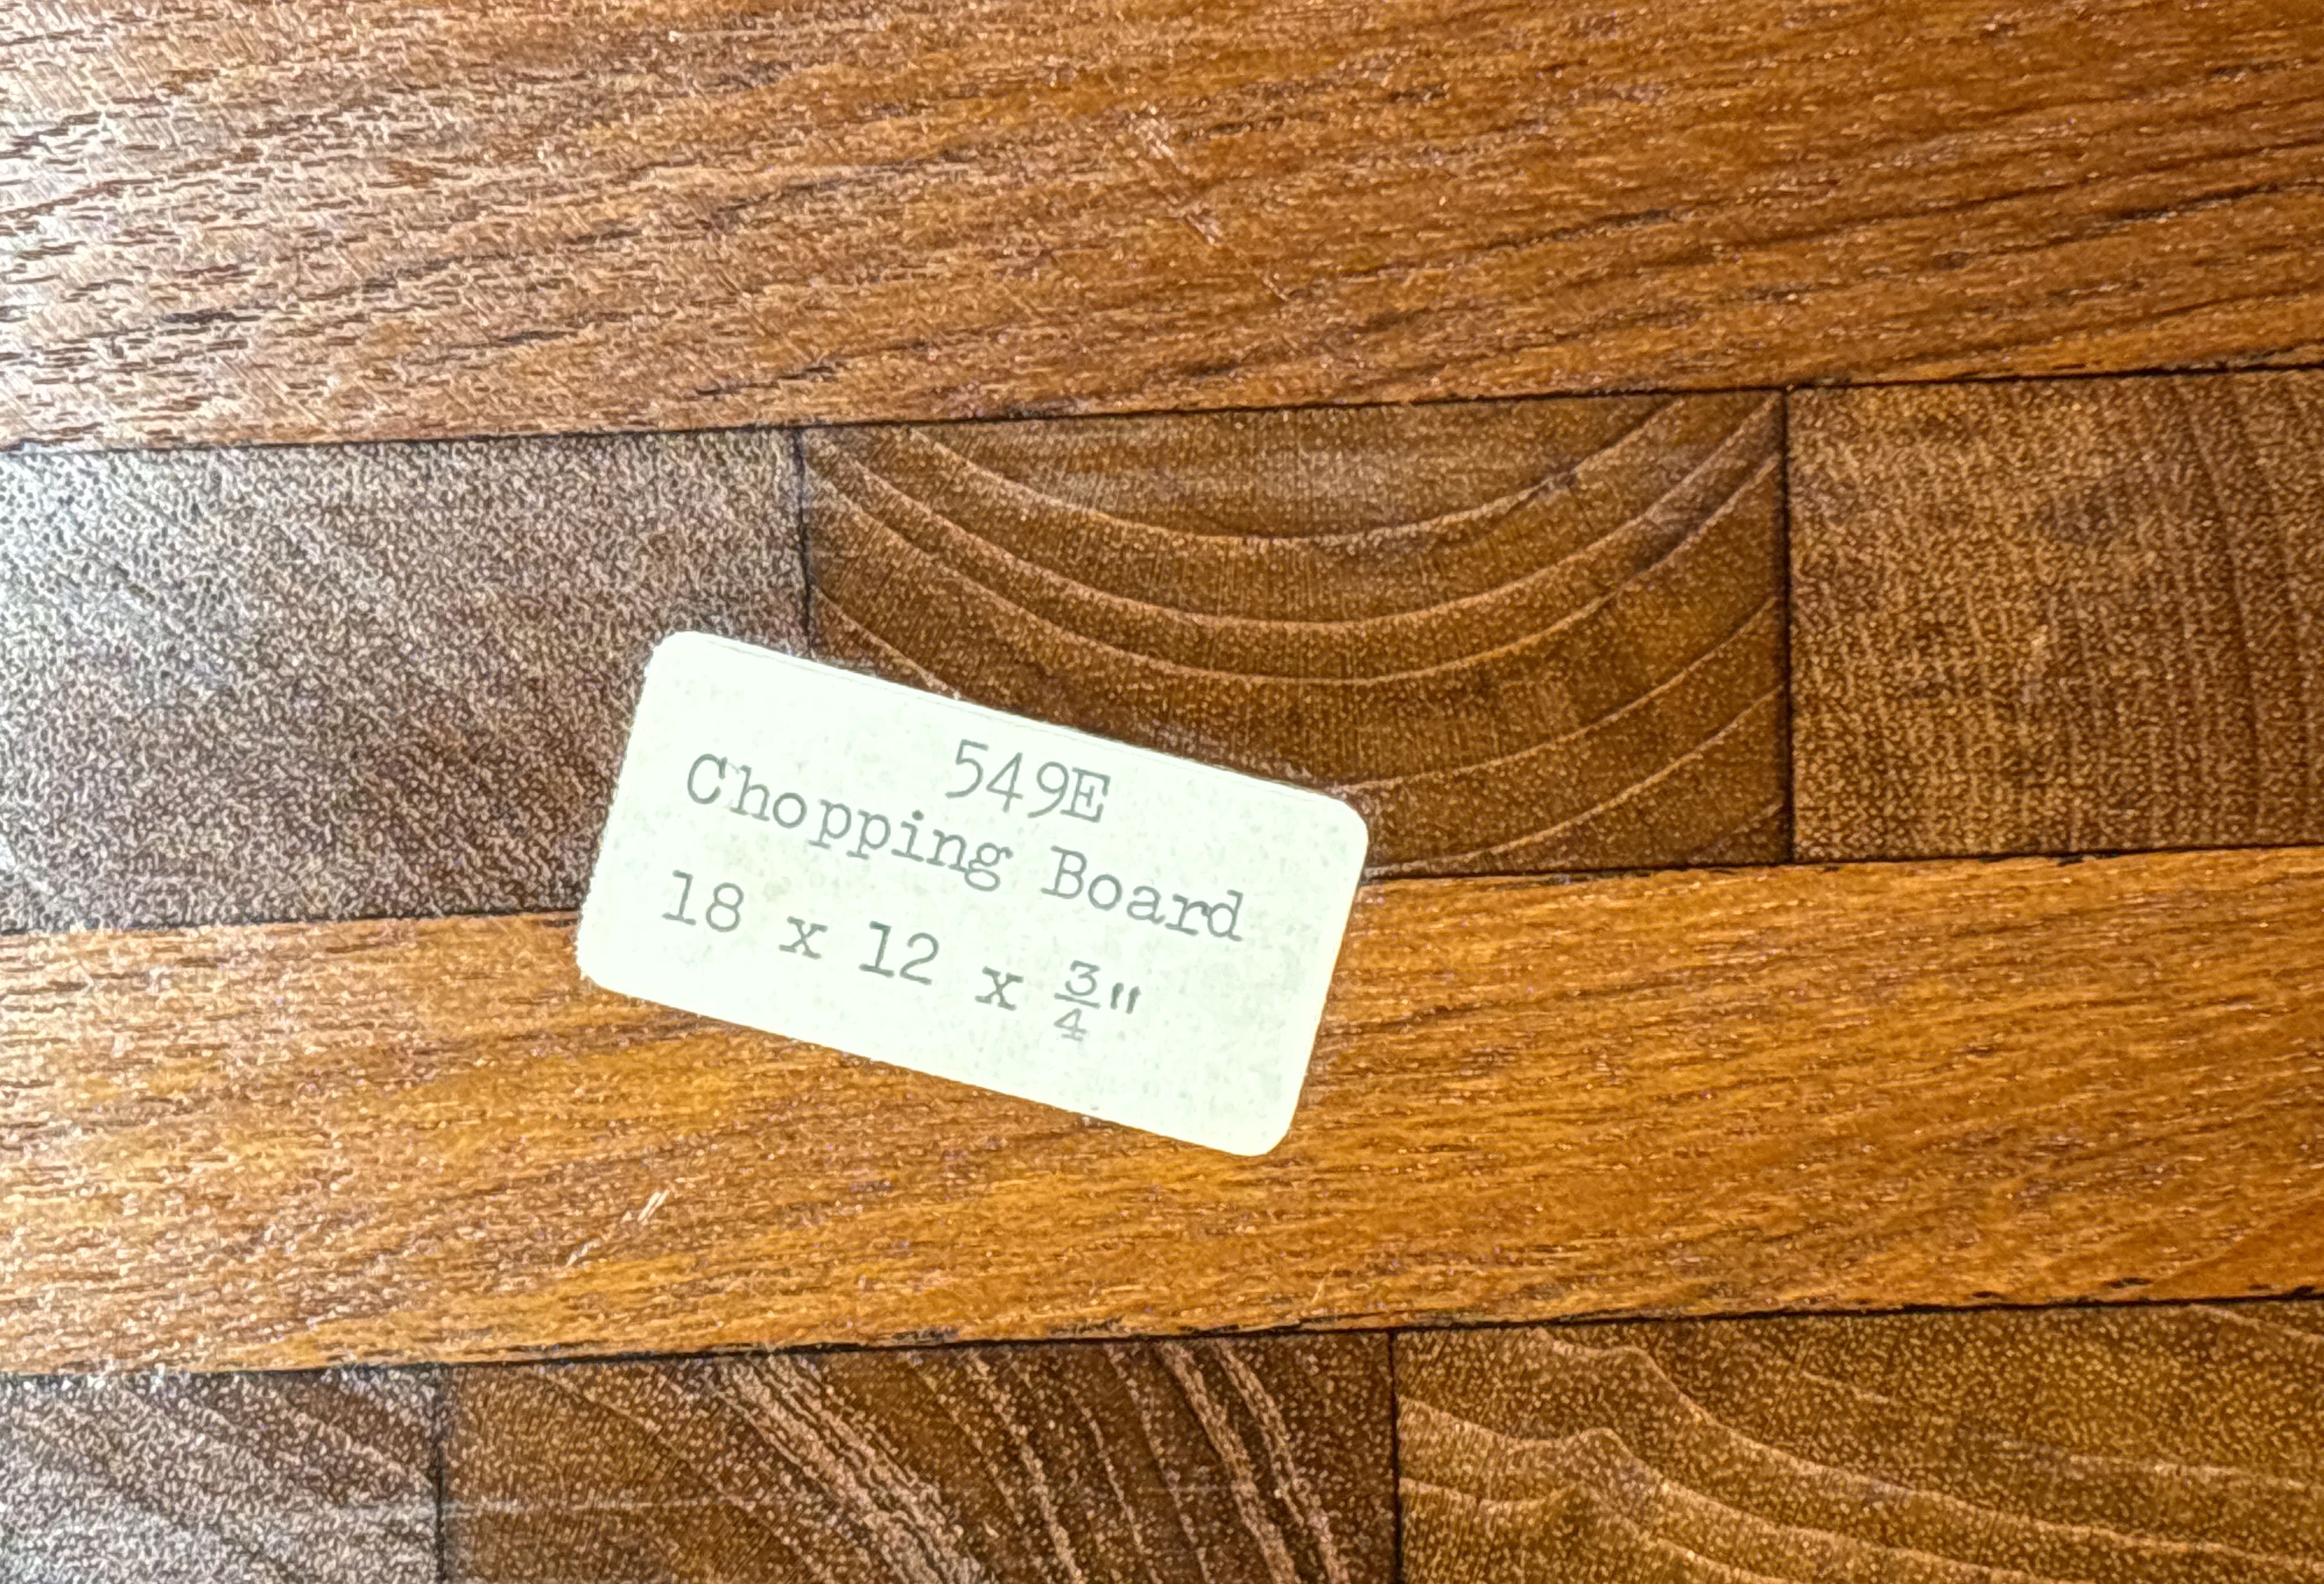 549E
Chopping Board
18 x 12 x ¾"